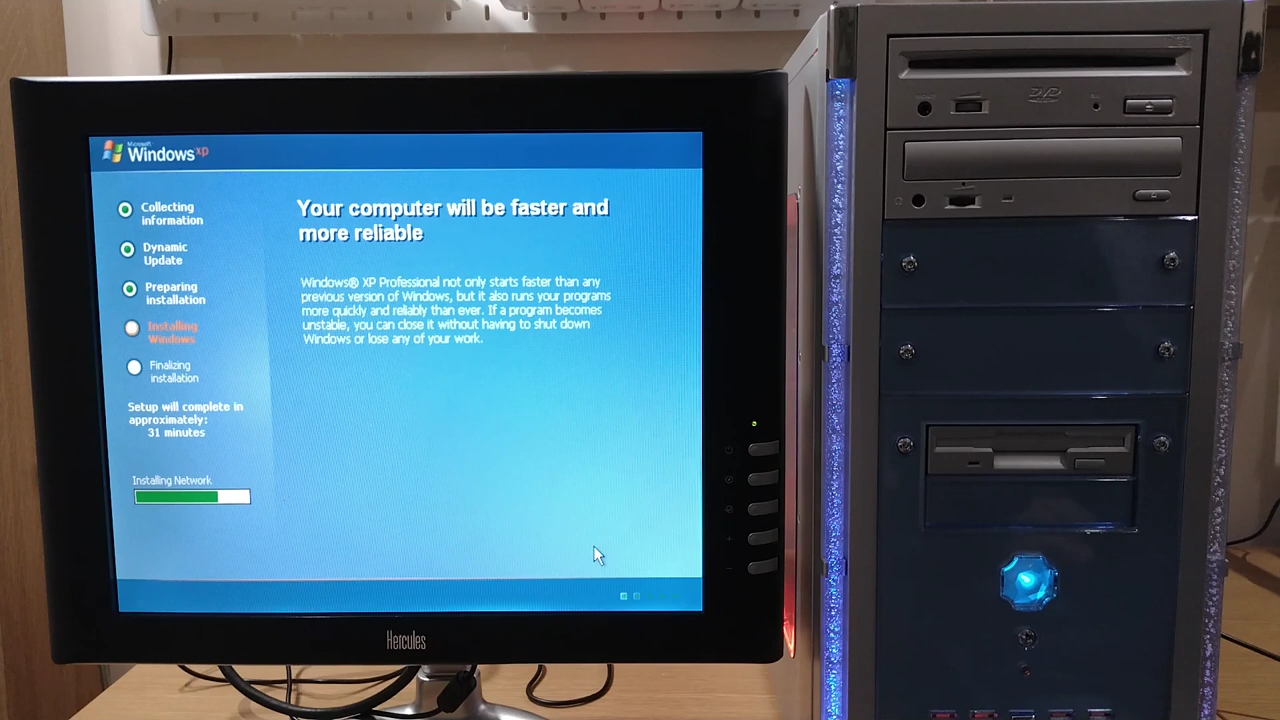 Microsoft
Windows xp
Collecting
information
Dynamic
Update
Preparing
installation
Installing
Windows
Finalizing
installation
Setup will complete in
approximately:
31 minutes
Installing Network
Your computer will be faster and
more reliable
Windows® XP Professional not only starts faster than any
previous version of Windows, but it also runs your programs
more quickly and reliably than ever. If a program becomes
unstable, you can close it without having to shut down
Windows or lose any of your work.
Hercules
DVD